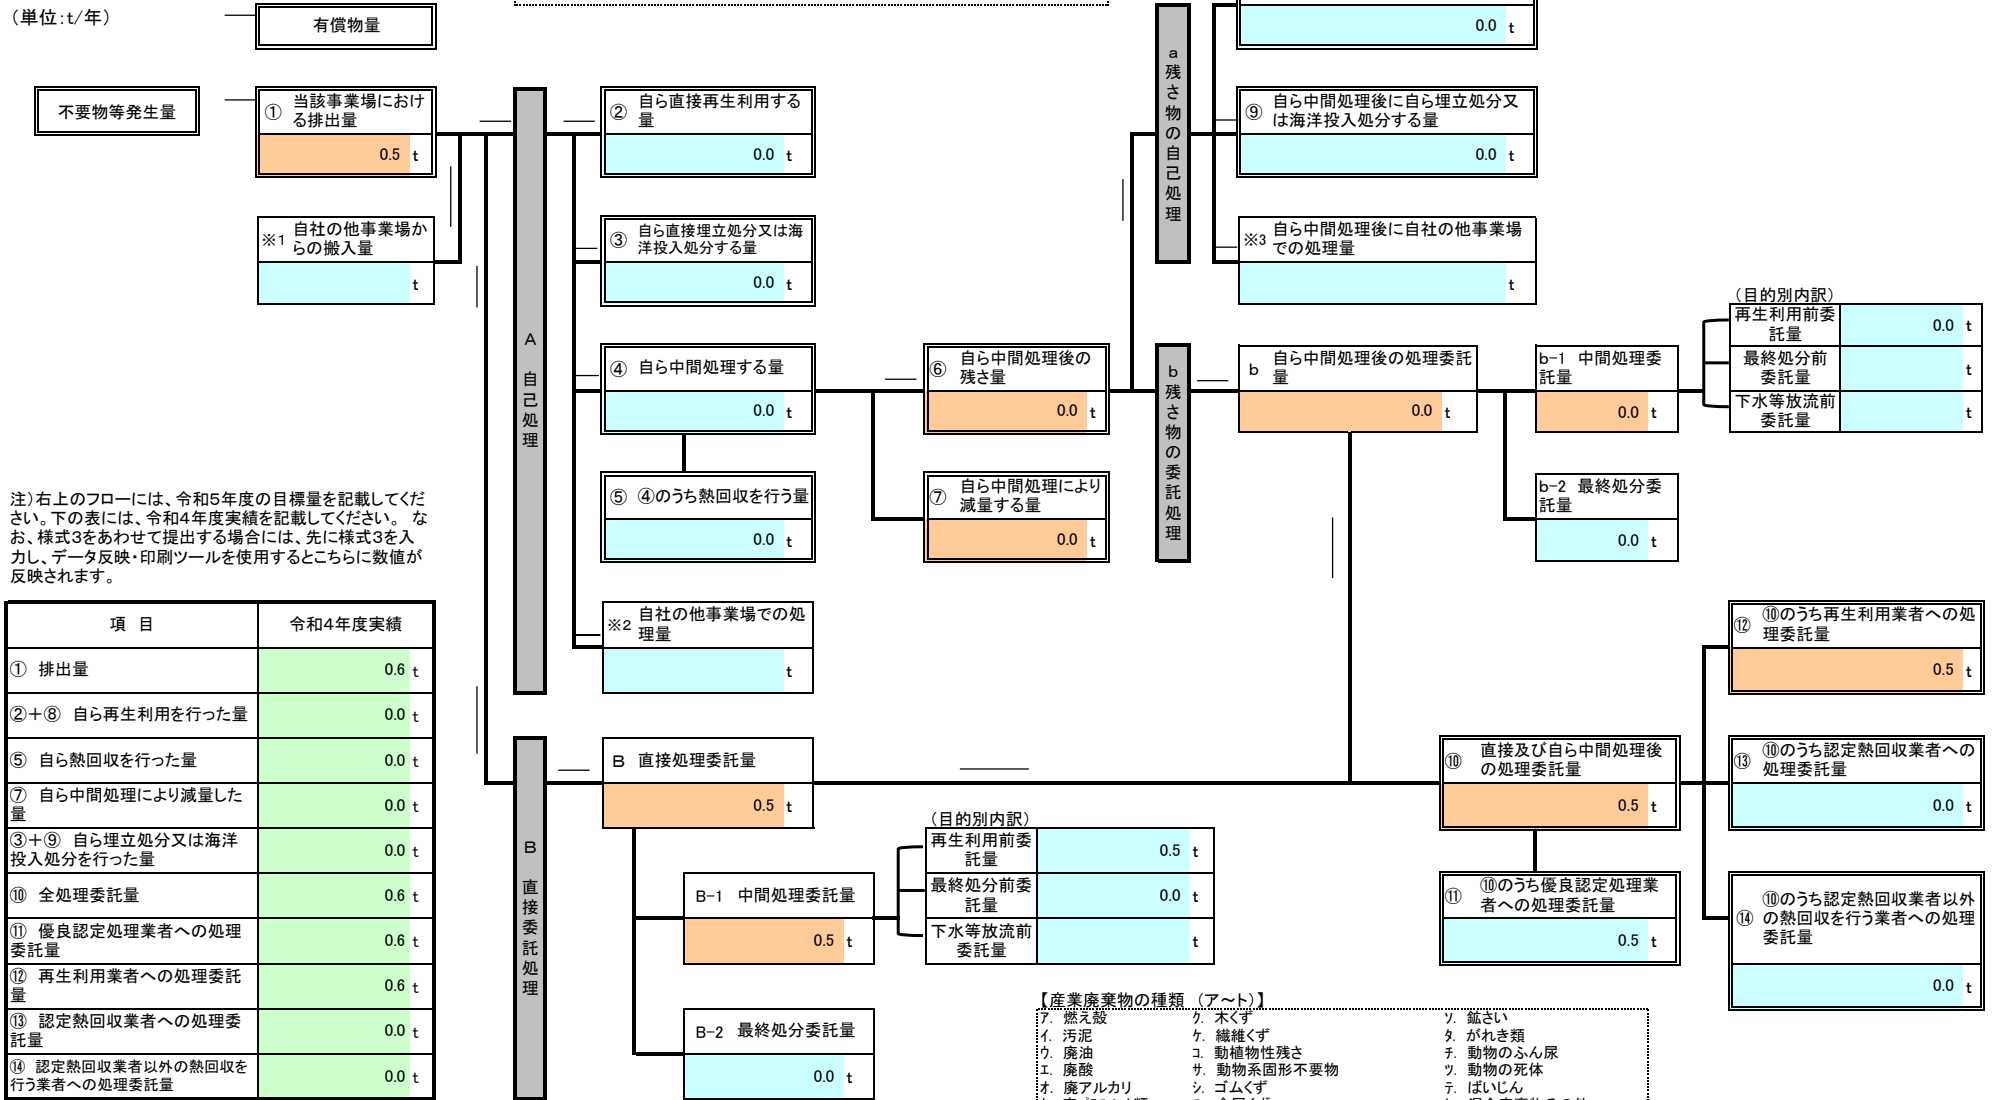 （単位：t/年）
有償物量
0.0 t
不要物等発生量
① 当該事業場におけ
る排出量
0.5 t
※1 自社の他事業場か
らの搬入量
t
A 自己処理
② 自ら直接再生利用する
量
0.0 t
③ 自ら直接埋立処分又は海
洋投入処分する量
0.0 t
④ 自ら中間処理する量
0.0 t
⑤ ④のうち熱回収を行う量
0.0 t
※2 自社の他事業場での処
理量
t
⑥ 自ら中間処理後の
残さ量
0.0 t
⑦ 自ら中間処理により
減量する量
0.0 t
a 残さ物の自己処理
⑨ 自ら中間処理後に自ら埋立処分又
は海洋投入処分する量
0.0 t
※3 自ら中間処理後に自社の他事業場
での処理量
t
b 残さ物の委託処理
b 自ら中間処理後の処理委託
量
0.0 t
b-1 中間処理委
託量
0.0 t
b-2 最終処分委
託量
0.0 t
（目的別内訳）
再生利用前委
託量
0.0 t
最終処分前
委託量
t
下水等放流前
委託量
t
注）右上のフローには、令和5年度の目標量を記載してくだ
さい。下の表には、令和4年度実績を記載してください。 な
お、様式3をあわせて提出する場合には、先に様式3を入
力し、データ反映・印刷ツールを使用するとこちらに数値が
反映されます。
項 目 令和4年度実績
① 排出量 0.6 t
②＋⑧ 自ら再生利用を行った量 0.0 t
⑤ 自ら熱回収を行った量 0.0 t
⑦ 自ら中間処理により減量した
量 0.0 t
③＋⑨ 自ら埋立処分又は海洋
投入処分を行った量 0.0 t
⑩ 全処理委託量 0.6 t
⑪ 優良認定処理業者への処理
委託量 0.6 t
⑫ 再生利用業者への処理委託
量 0.6 t
⑬ 認定熱回収業者への処理委
託量 0.0 t
⑭ 認定熱回収業者以外の熱回収を
行う業者への処理委託量 0.0 t
B 直接委託処理
B 直接処理委託量
0.5 t
B-1 中間処理委託量
0.5 t
B-2 最終処分委託量
0.0 t
（目的別内訳）
再生利用前委
託量
0.5 t
最終処分前委
託量
0.0 t
下水等放流前
委託量
t
⑩ 直接及び自ら中間処理後
の処理委託量
0.5 t
⑪ ⑩のうち優良認定処理業
者への処理委託量
0.5 t
⑫ ⑩のうち再生利用業者への処
理委託量
0.5 t
⑬ ⑩のうち認定熱回収業者への
処理委託量
0.0 t
⑭ ⑩のうち認定熱回収業者以外
の熱回収を行う業者への処理
委託量
0.0 t
【産業廃棄物の種類 （ア～ト）】
ア. 燃え殻 ク. 木くず ソ. 鉱さい
イ. 汚泥 ケ. 繊維くず タ. がれき類
ウ. 廃油 コ. 動植物性残さ チ. 動物のふん尿
エ. 廃酸 サ. 動物系固形不要物 ツ. 動物の死体
オ. 廃アルカリ シ. ゴムくず テ. ばいじん